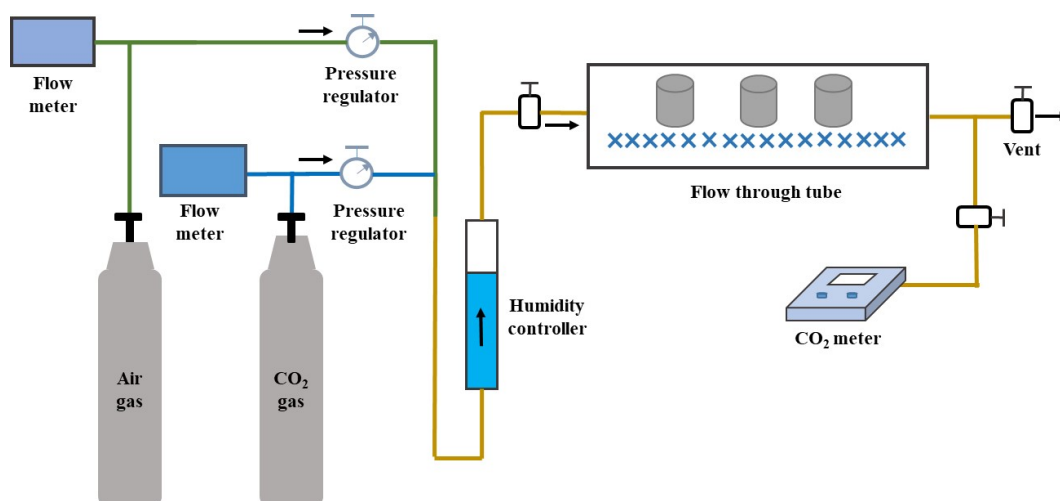 Flow
meter
Pressure
regulator
Flow
meter
Pressure
regulator
Air
gas
CO₂
gas
Humidity
controller
Flow through tube
Vent
CO₂ meter